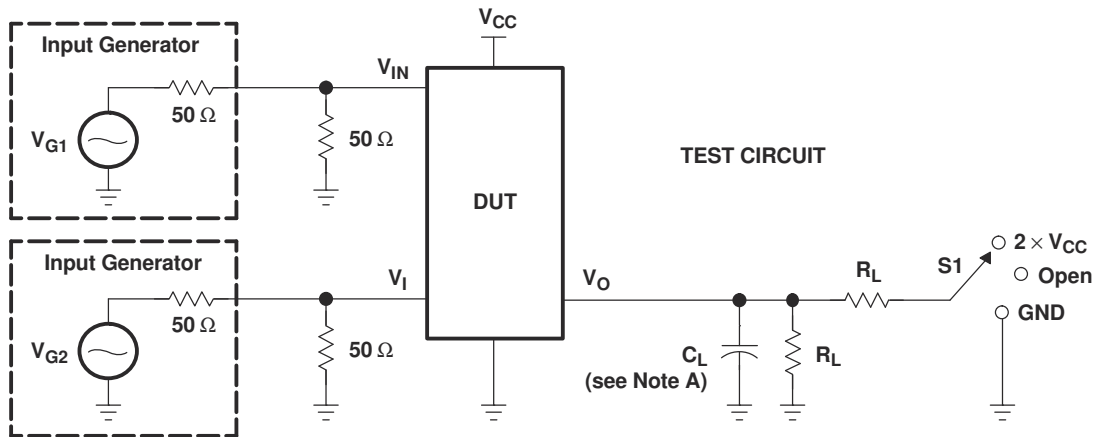 V_CC
Input Generator
50 Ω
V_G1
V_IN
50 Ω
TEST CIRCUIT
DUT
Input Generator
50 Ω
V_G2
V_I
50 Ω
V_O
C_L
(see Note A)
R_L
R_L
S1
2 × V_CC
Open
GND